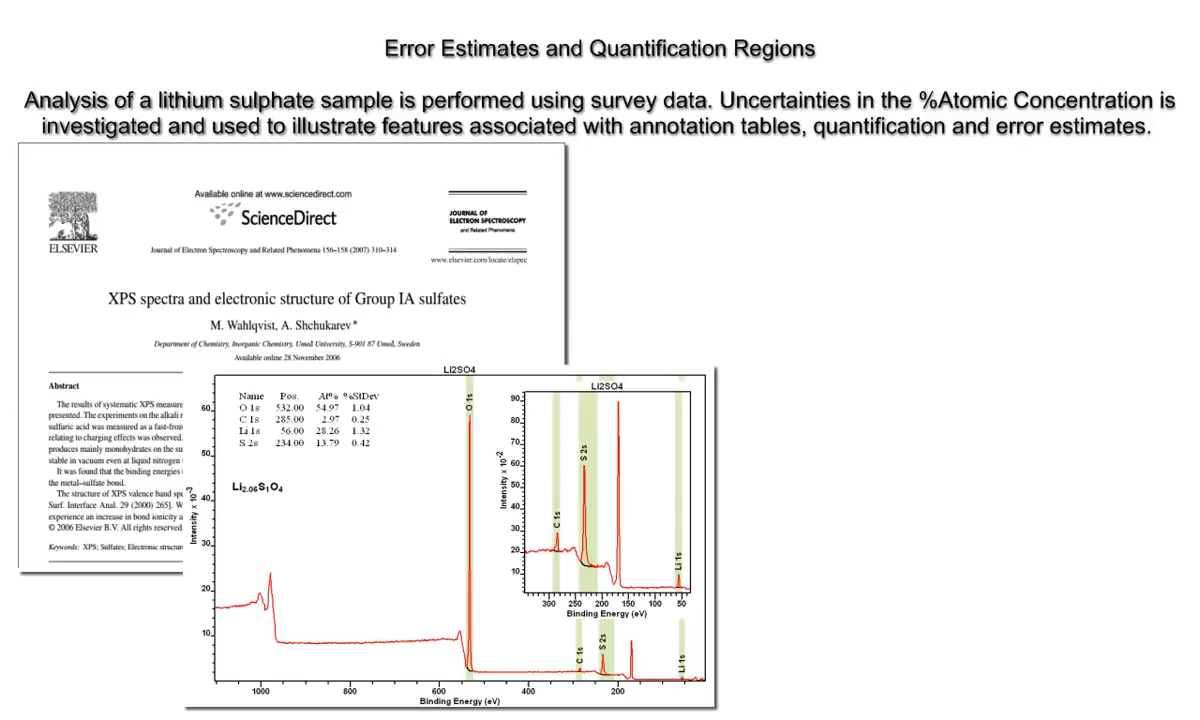 Error Estimates and Quantification Regions
Analysis of a lithium sulphate sample is performed using survey data. Uncertainties in the %Atomic Concentration is
investigated and used to illustrate features associated with annotation tables, quantification and error estimates.
Available online at www.sciencedirect.com
ScienceDirect
ELSEVIER
Journal of Electron Spectroscopy and Related Phenomena 156–158 (2007) 310–314
JOURNAL OF
ELECTRON SPECTROSCOPY
and Related Phenomena
www.elsevier.com/locate/elspec
XPS spectra and electronic structure of Group IA sulfates
M. Wahlqvist, A. Shchukarev*
Department of Chemistry, Inorganic Chemistry, Umeå University, S-901 87 Umeå, Sweden
Available online 28 November 2006
Abstract
The results of systematic XPS measure
presented. The experiments on the alkali
sulfuric acid was measured as a fast-froz
relating to charging effects was observed.
produces mainly monohydrates on the su
stable in vacuum even at liquid nitrogen
It was found that the binding energies
the metal–sulfate bond.
The structure of XPS valence band spe
Surf. Interface Anal. 29 (2000) 265]. W
experience an increase in bond ionicity a
© 2006 Elsevier B.V. All rights reserved.
Keywords: XPS; Sulfates; Electronic structur
Li2SO4
Name Pos. At% %StDev
O 1s 532.00 54.97 1.04
C 1s 285.00 2.97 0.25
Li 1s 56.00 28.26 1.32
S 2s 234.00 13.79 0.42
Li2.06S1O4
O 1s
C 1s
S 2s
Li 1s
Intensity x 10-3
60
50
40
30
20
10
1000 800 600 400 200
Binding Energy (eV)
Li2SO4
C 1s
S 2s
Li 1s
Intensity x 10-2
90
80
70
60
50
40
30
20
10
300 250 200 150 100 50
Binding Energy (eV)